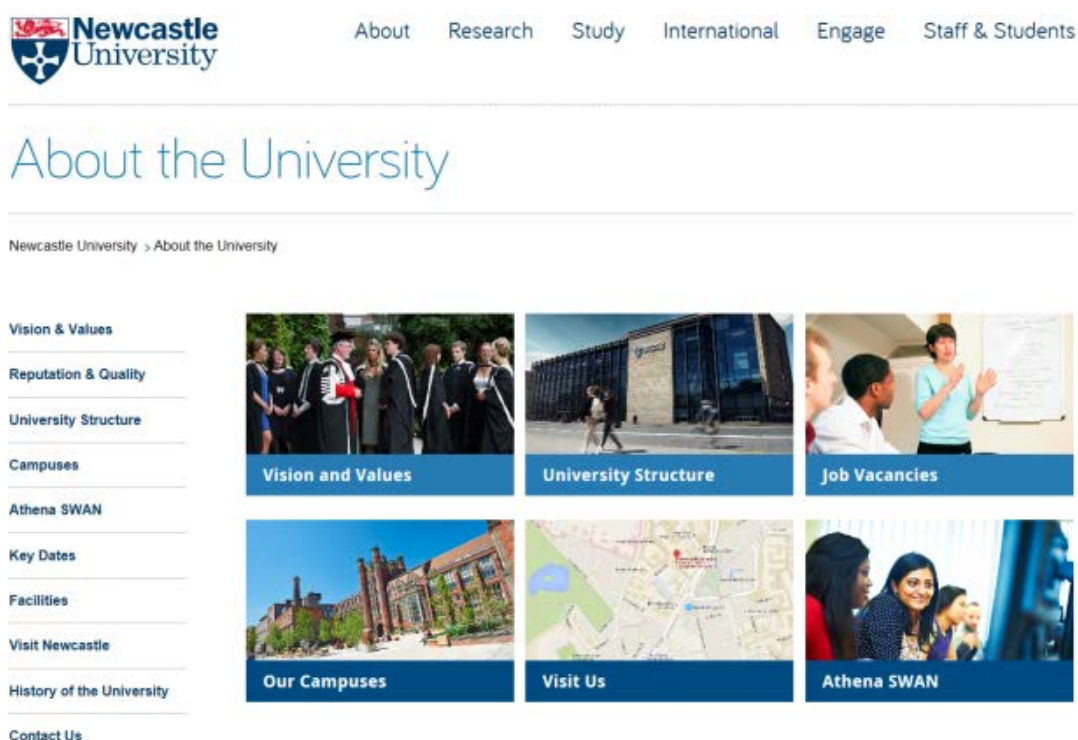 Newcastle
University
About Research Study International Engage Staff & Students
About the University
Newcastle University > About the University
Vision & Values
Reputation & Quality
University Structure
Campuses
Athena SWAN
Key Dates
Facilities
Visit Newcastle
History of the University
Contact Us
Vision and Values
University Structure
Job Vacancies
Our Campuses
Visit Us
Athena SWAN